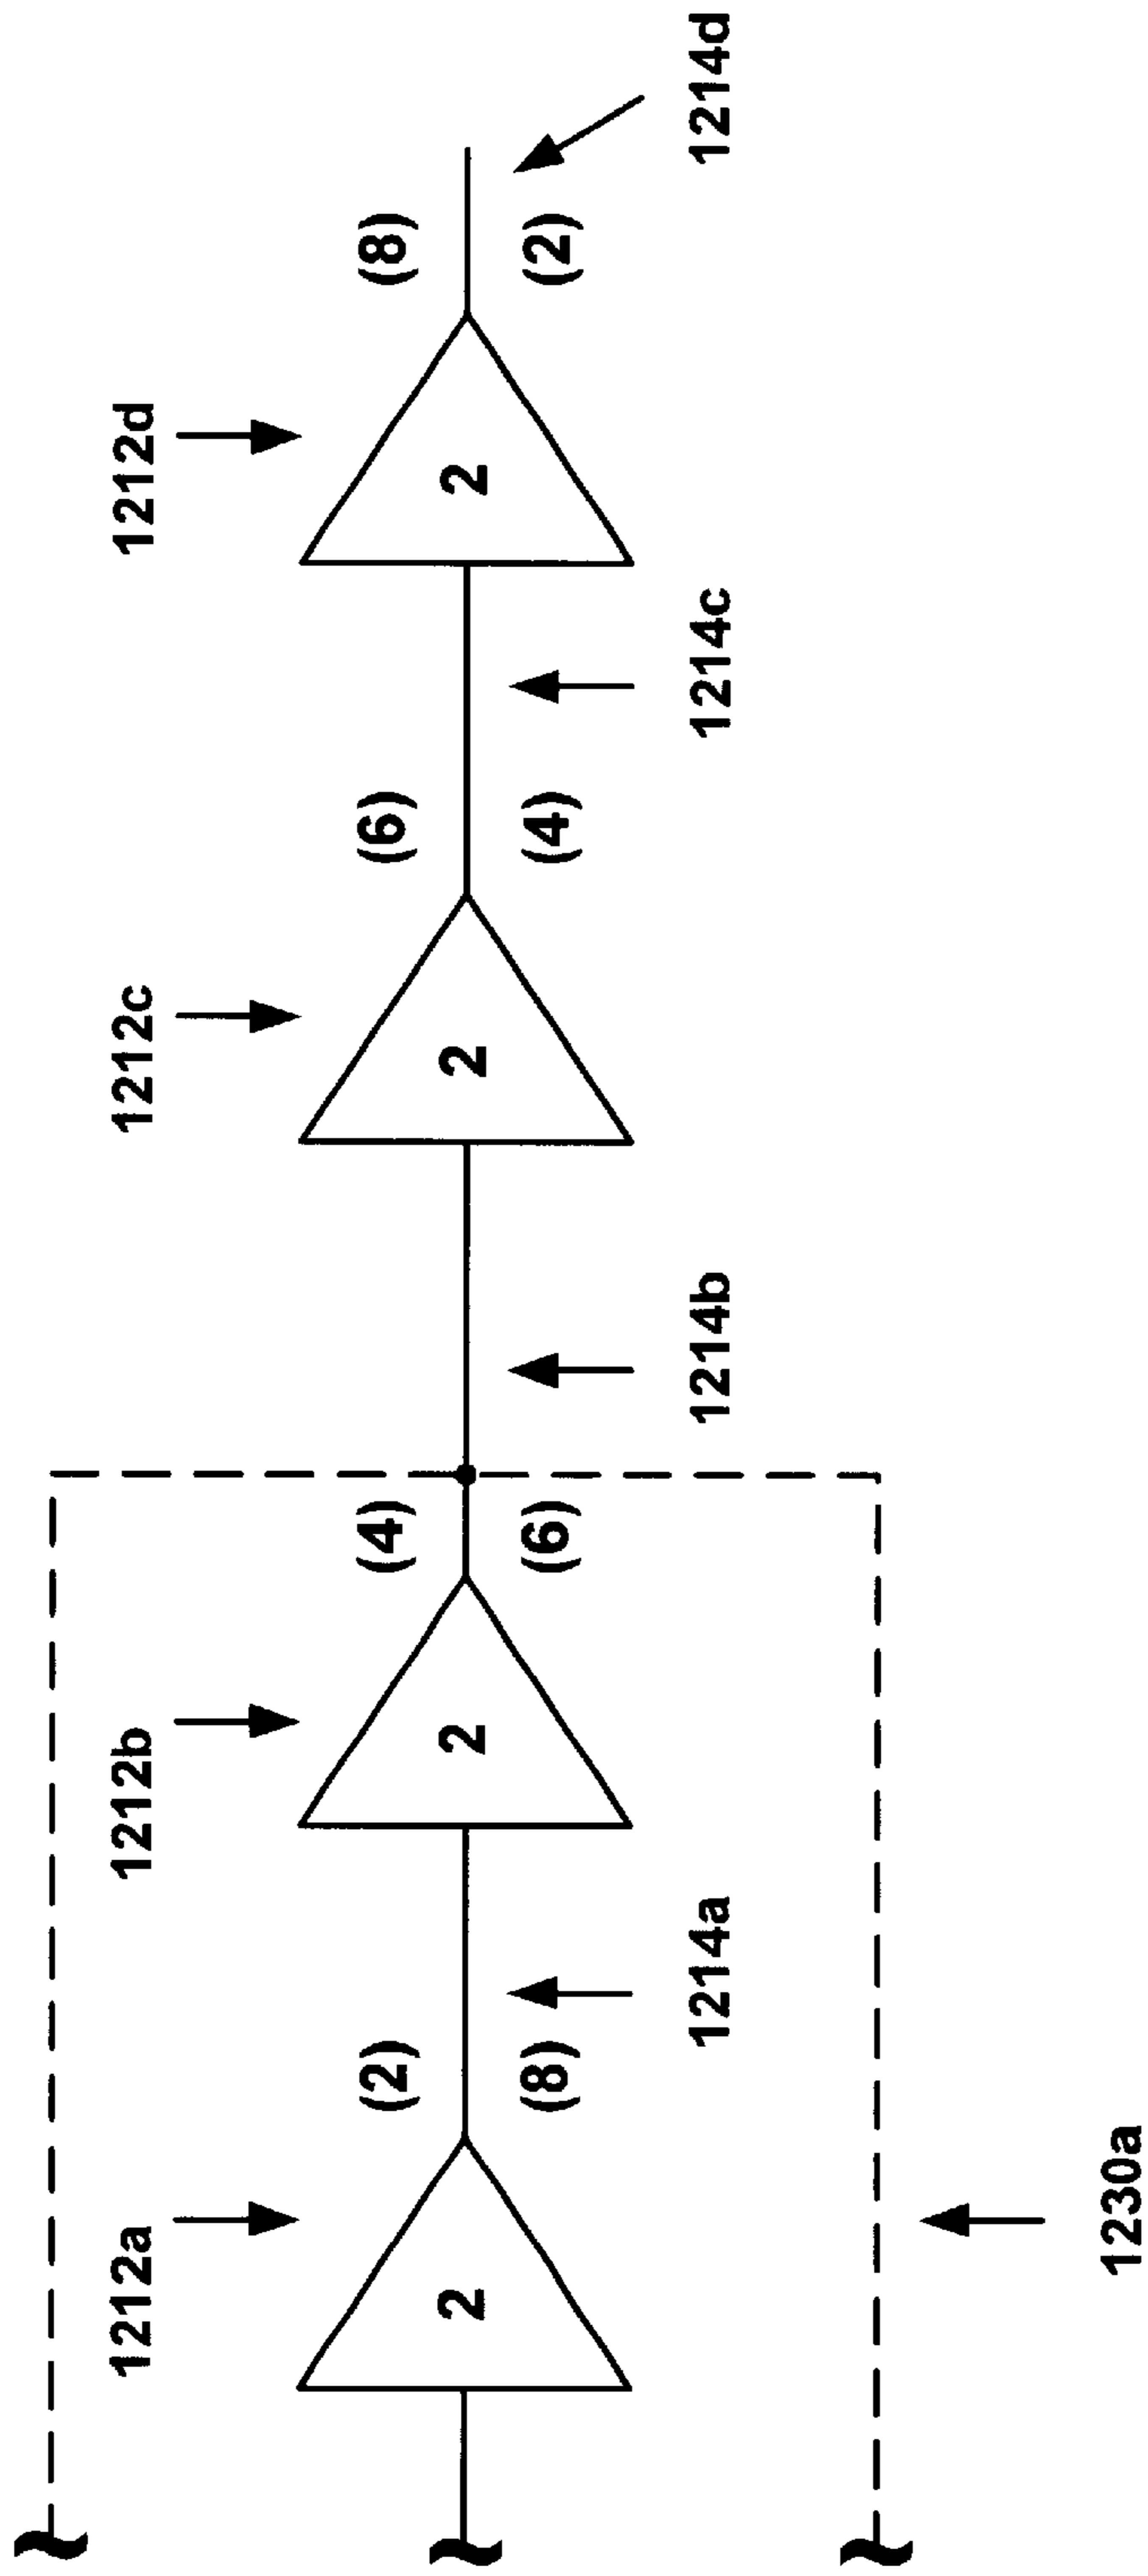 1212a 1212b 1212c 1212d
(2) (4) (6) (8)
2 2 2 2
(8) (6) (4) (2)
1214a 1214b 1214c 1214d
1230a